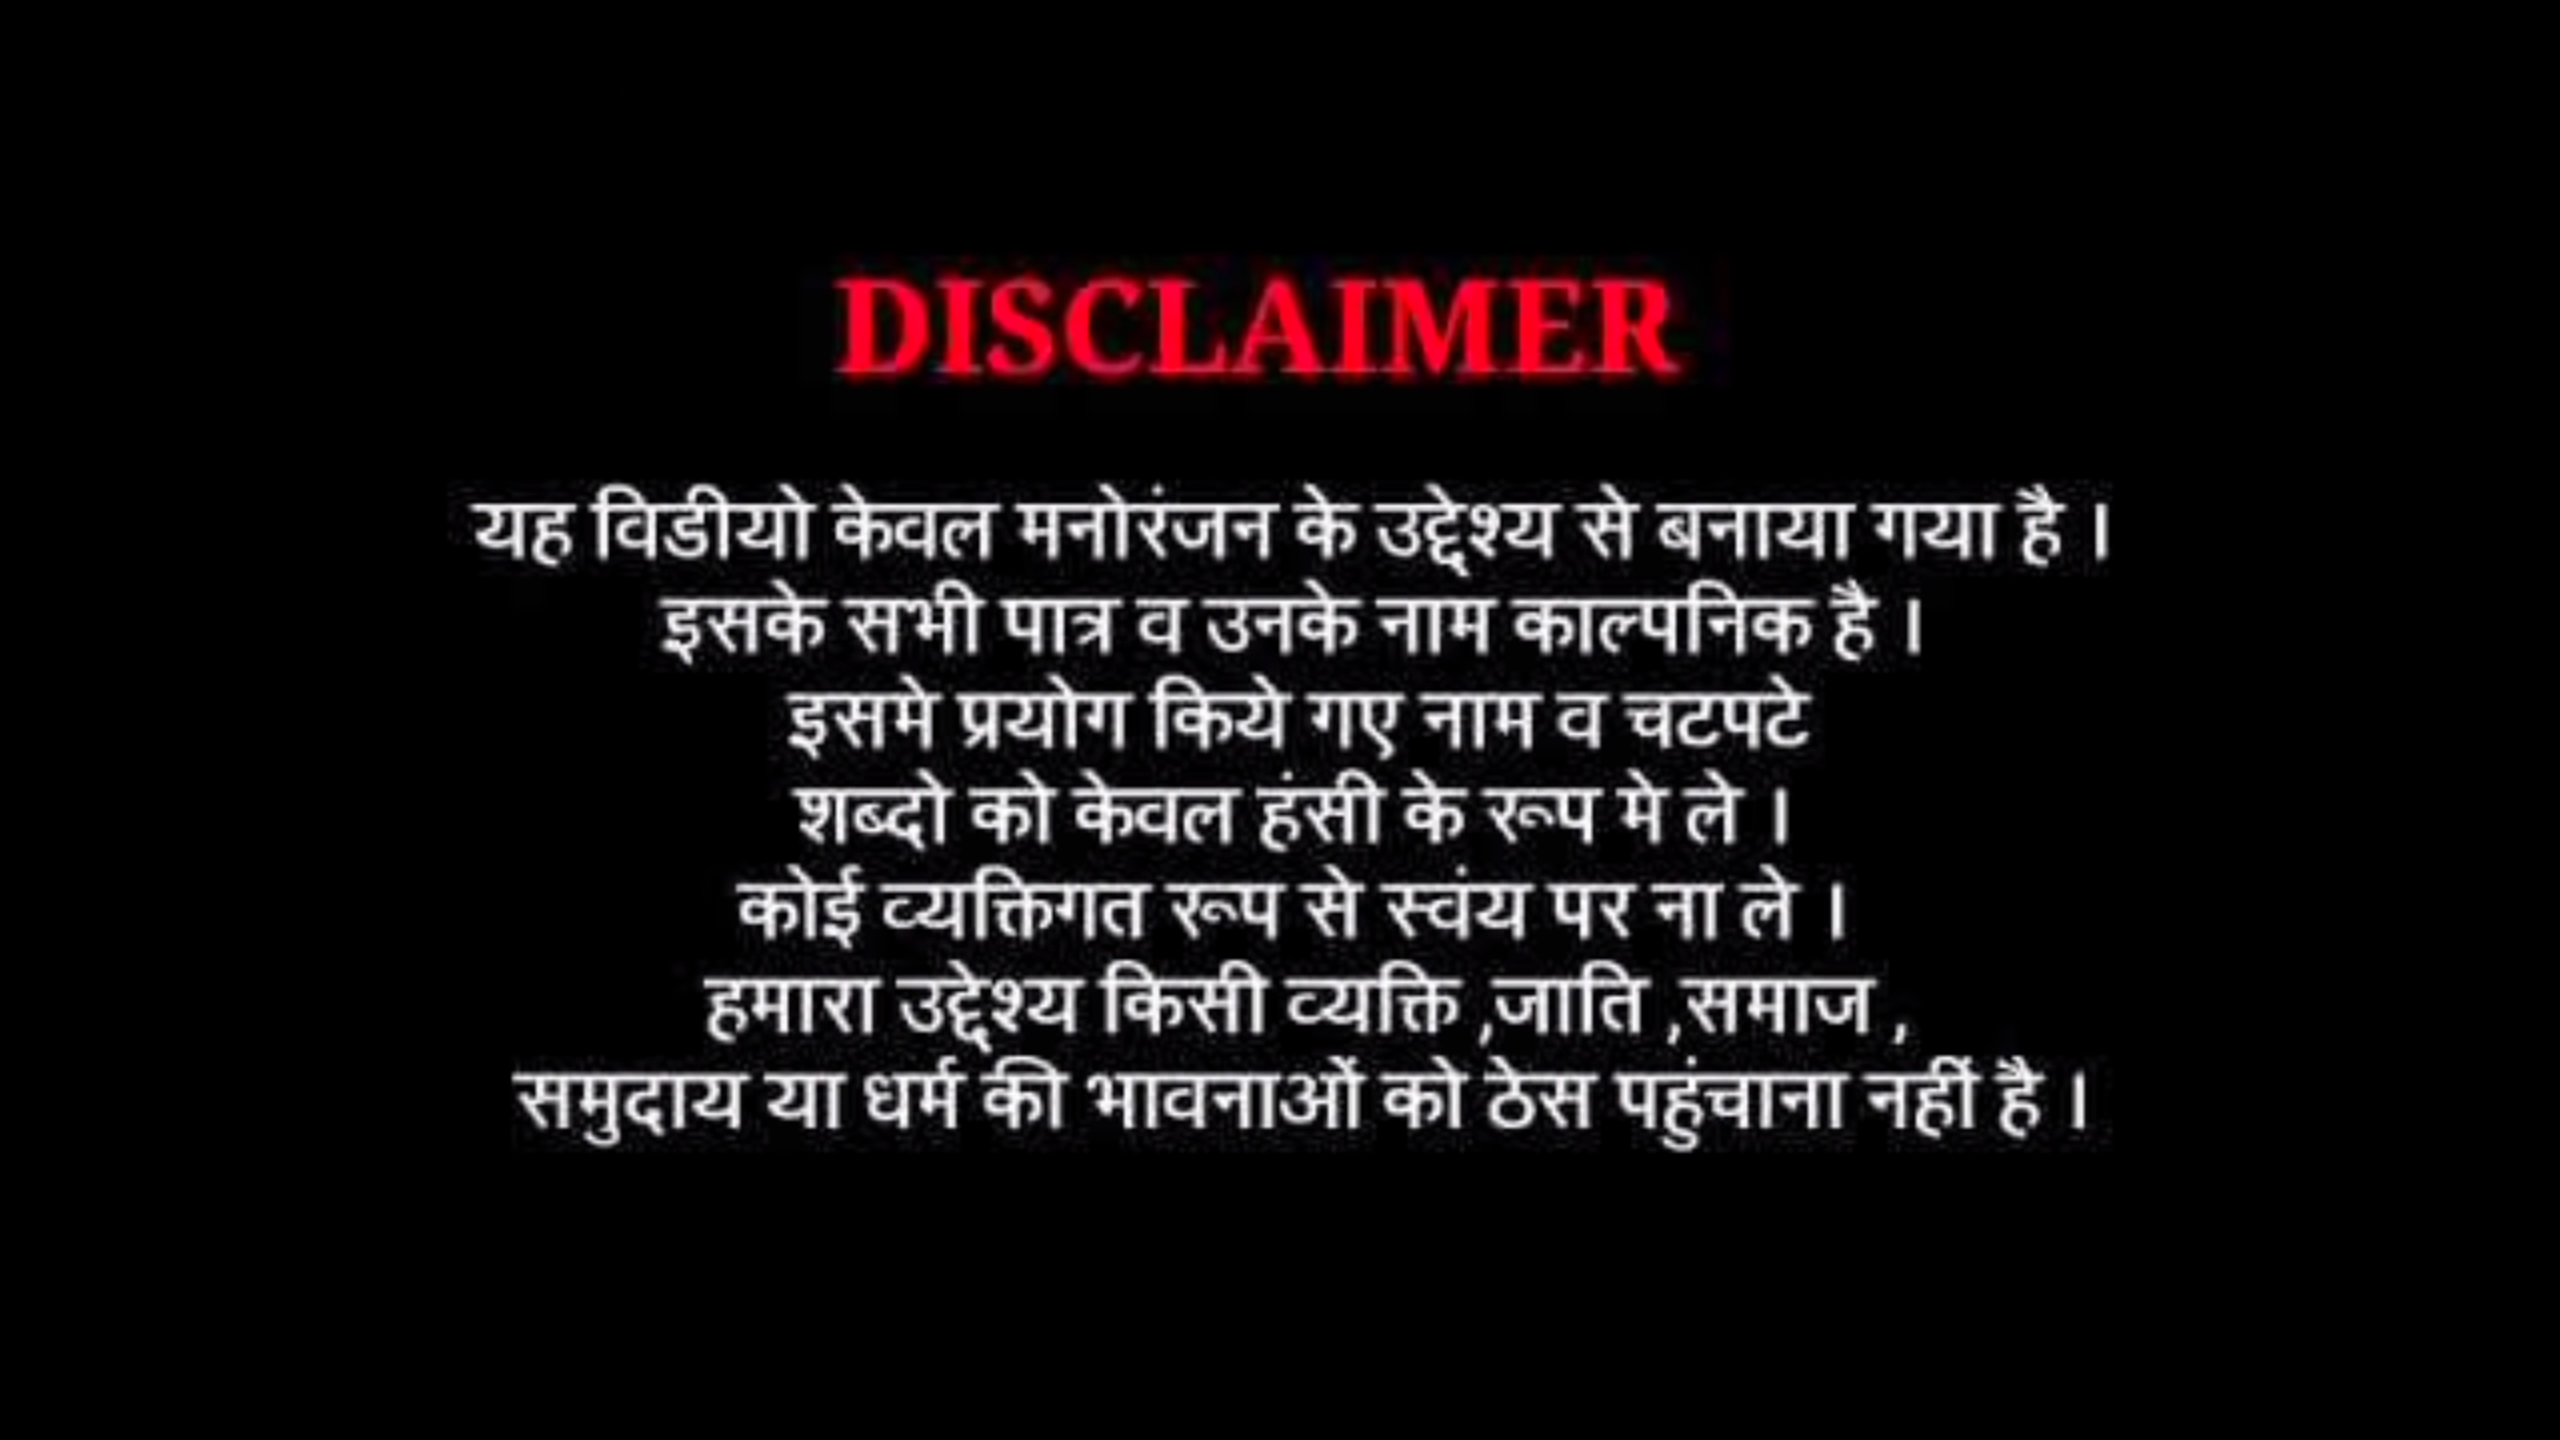 DISCLAIMER
यह विडीयो केवल मनोरंजन के उद्देश्य से बनाया गया है ।
इसके सभी पात्र व उनके नाम काल्पनिक है ।
इसमे प्रयोग किये गए नाम व चटपटे
शब्दो को केवल हंसी के रूप मे ले ।
कोई व्यक्तिगत रूप से स्वंय पर ना ले ।
हमारा उद्देश्य किसी व्यक्ति ,जाति ,समाज ,
समुदाय या धर्म की भावनाओं को ठेस पहुंचाना नहीं है ।